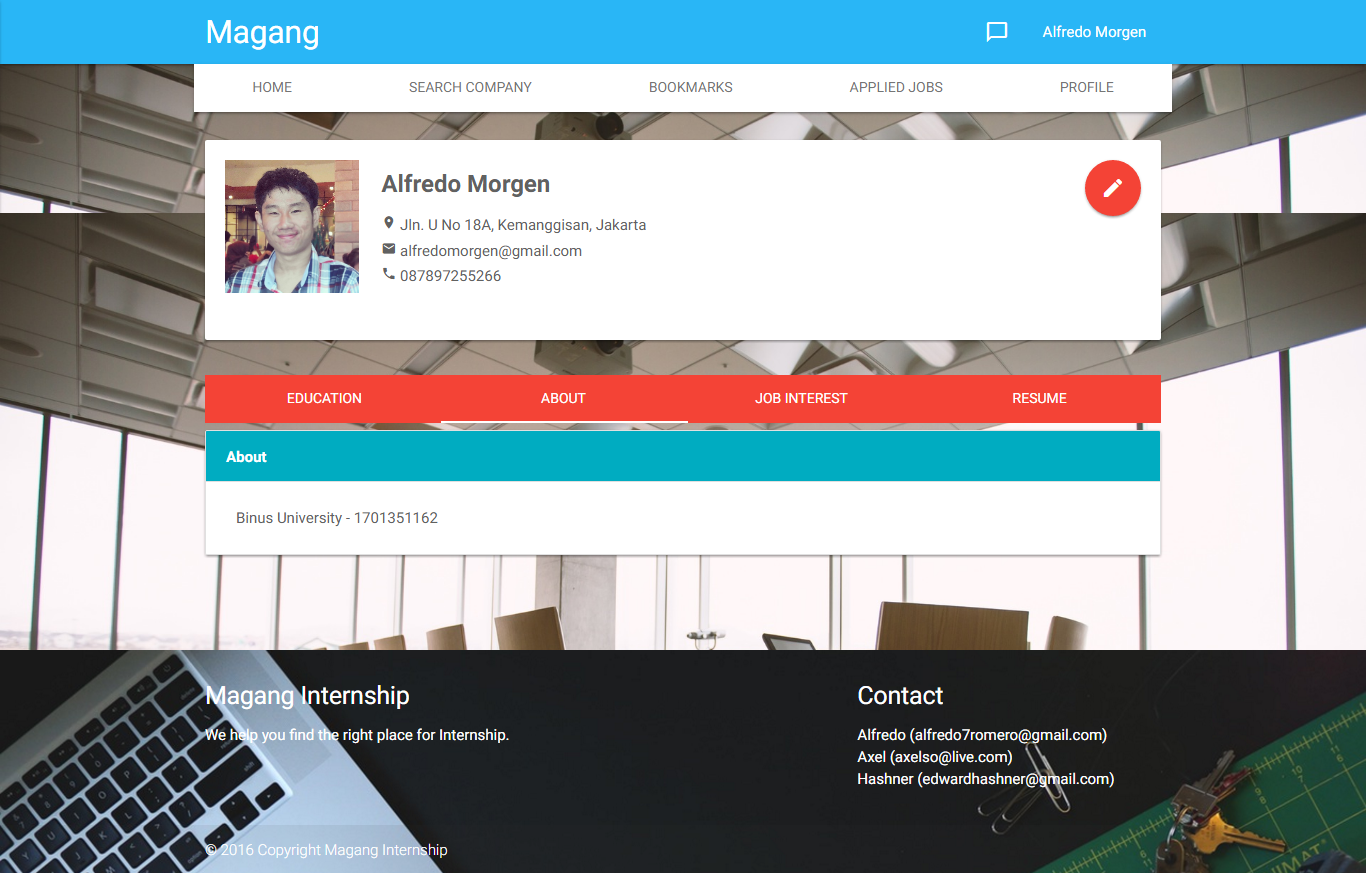 Magang
Alfredo Morgen
HOME
SEARCH COMPANY
BOOKMARKS
APPLIED JOBS
PROFILE
Alfredo Morgen
Jln. U No 18A, Kemanggisan, Jakarta
alfredomorgen@gmail.com
087897255266
EDUCATION
ABOUT
JOB INTEREST
RESUME
About
Binus University - 1701351162
Magang Internship
We help you find the right place for Internship.
Contact
Alfredo (alfredo7romero@gmail.com)
Axel (axelso@live.com)
Hashner (edwardhashner@gmail.com)
© 2016 Copyright Magang Internship